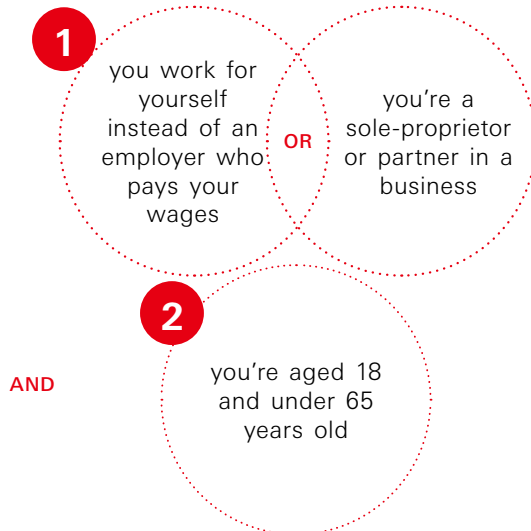 1
you work for
yourself
instead of an
employer who
pays your
wages
OR
you're a
sole-proprietor
or partner in a
business
2
AND
you're aged 18
and under 65
years old